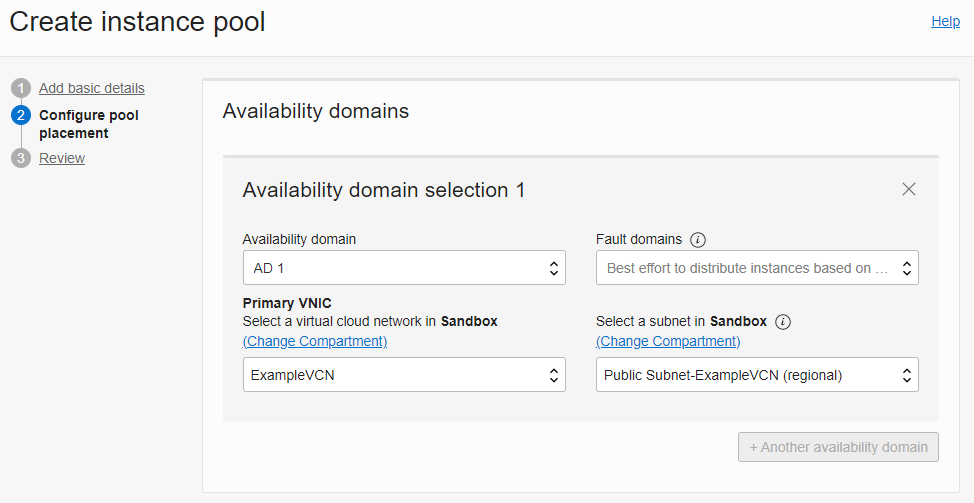 Create instance pool
Help
1 Add basic details
2 Configure pool
placement
3 Review
Availability domains
Availability domain selection 1
Availability domain
AD 1
Fault domains
Best effort to distribute instances based on ...
Primary VNIC
Select a virtual cloud network in Sandbox
(Change Compartment)
ExampleVCN
Select a subnet in Sandbox
(Change Compartment)
Public Subnet-ExampleVCN (regional)
+ Another availability domain